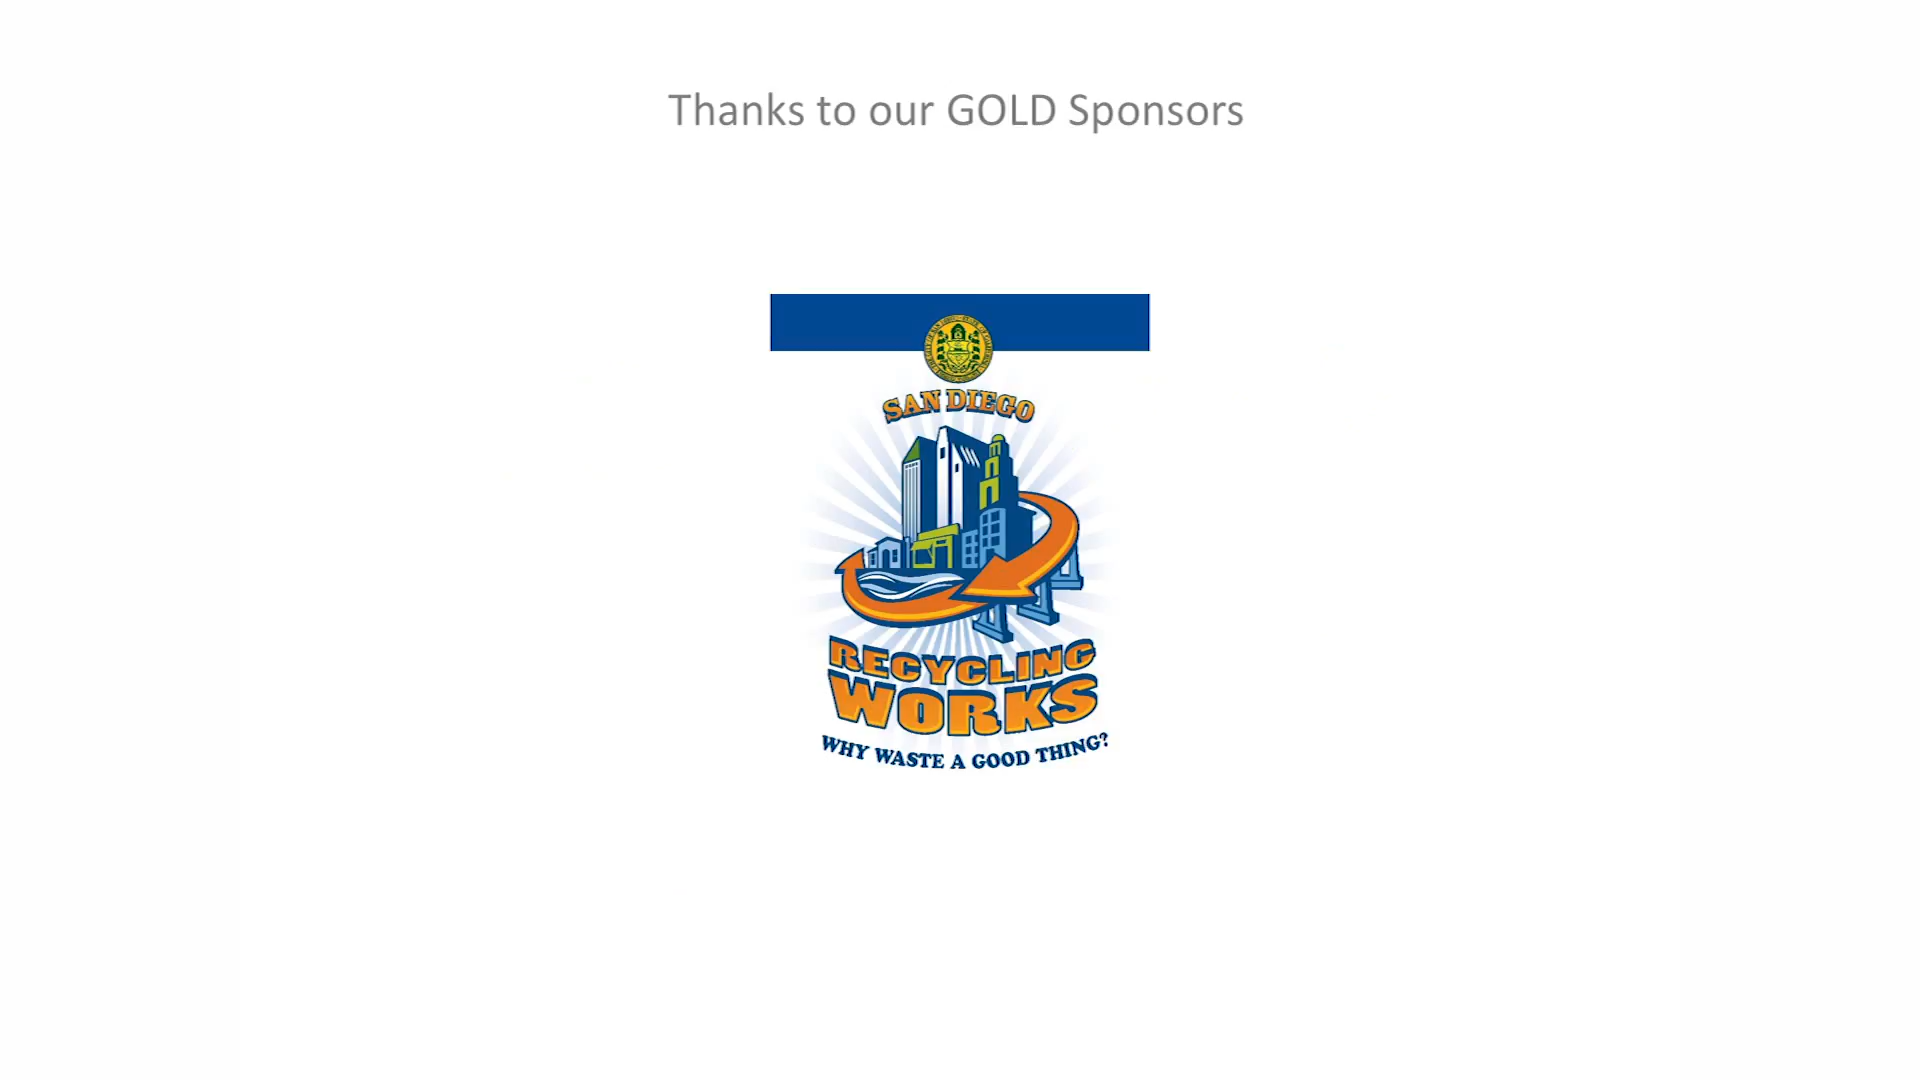 Thanks to our GOLD Sponsors
SAN DIEGO
RECYCLING
WORKS
WHY WASTE A GOOD THING?